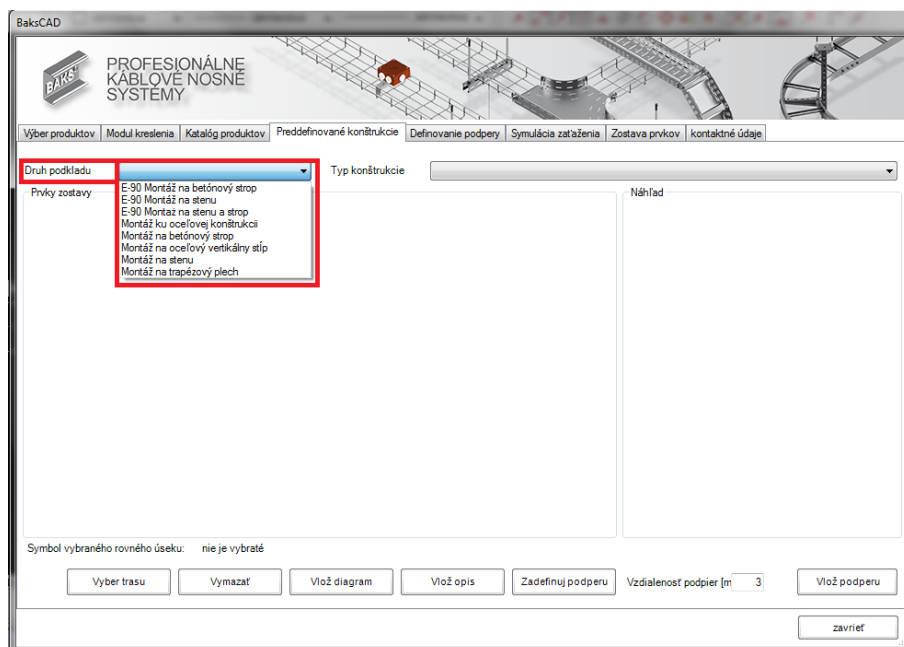 BaksCAD
BAKS
PROFESIONÁLNE
KÁBLOVÉ NOSNÉ
SYSTÉMY
Výber produktov Modul kreslenia Katalóg produktov Preddefinované konštrukcie Definovanie podpery Symulácia zaťaženia Zostava prvkov kontaktné údaje
Druh podkladu Typ konštrukcie
Prvky zostavy Náhľad
E-90 Montáž na betónový strop
E-90 Montáž na stenu
E-90 Montaż na stenu a strop
Montáž ku oceľovej konštrukcii
Montáž na betónový strop
Montáž na oceľový vertikálny stĺp
Montáž na stenu
Montáž na trapézový plech
Symbol vybraného rovného úseku: nie je vybraté
Vyber trasu Vymazať Vlož diagram Vlož opis Zadefinuj podperu Vzdialenosť podpier [m 3 Vlož podperu
zavrieť